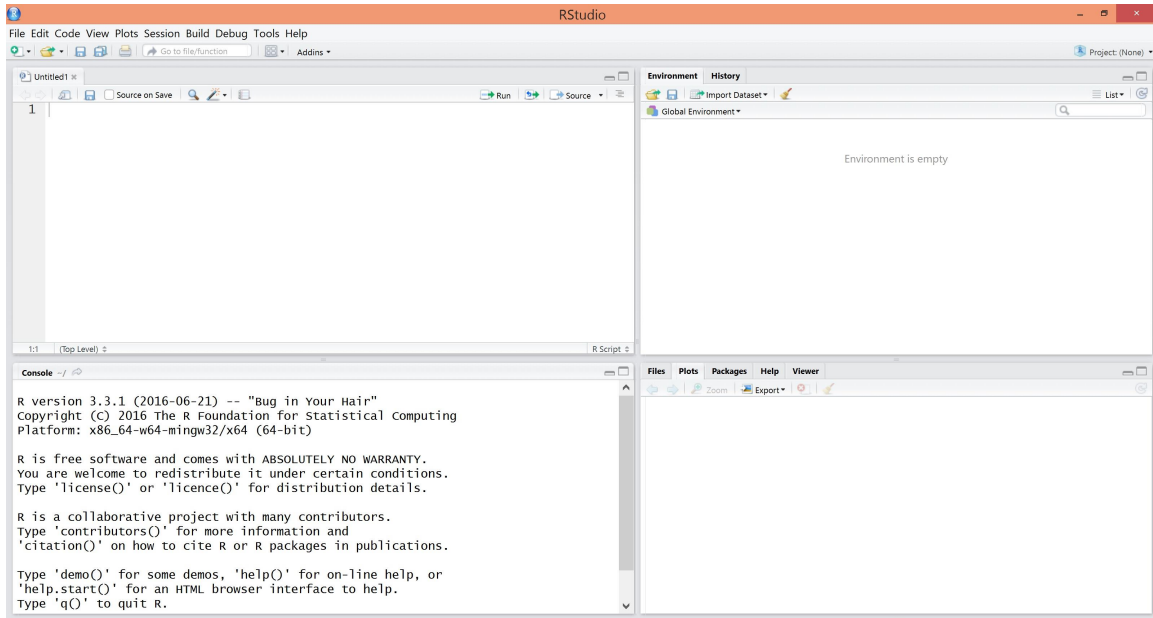 RStudio
File Edit Code View Plots Session Build Debug Tools Help
Go to file/function Addins Project: (None)
Untitled1
Source on Save Run Source
1
1:1 (Top Level) R Script
Console ~/
R version 3.3.1 (2016-06-21) -- "Bug in Your Hair"
Copyright (C) 2016 The R Foundation for Statistical Computing
Platform: x86_64-w64-mingw32/x64 (64-bit)
R is free software and comes with ABSOLUTELY NO WARRANTY.
You are welcome to redistribute it under certain conditions.
Type 'license()' or 'licence()' for distribution details.
R is a collaborative project with many contributors.
Type 'contributors()' for more information and
'citation()' on how to cite R or R packages in publications.
Type 'demo()' for some demos, 'help()' for on-line help, or
'help.start()' for an HTML browser interface to help.
Type 'q()' to quit R.
Environment History
Import Dataset List
Global Environment
Environment is empty
Files Plots Packages Help Viewer
Zoom Export